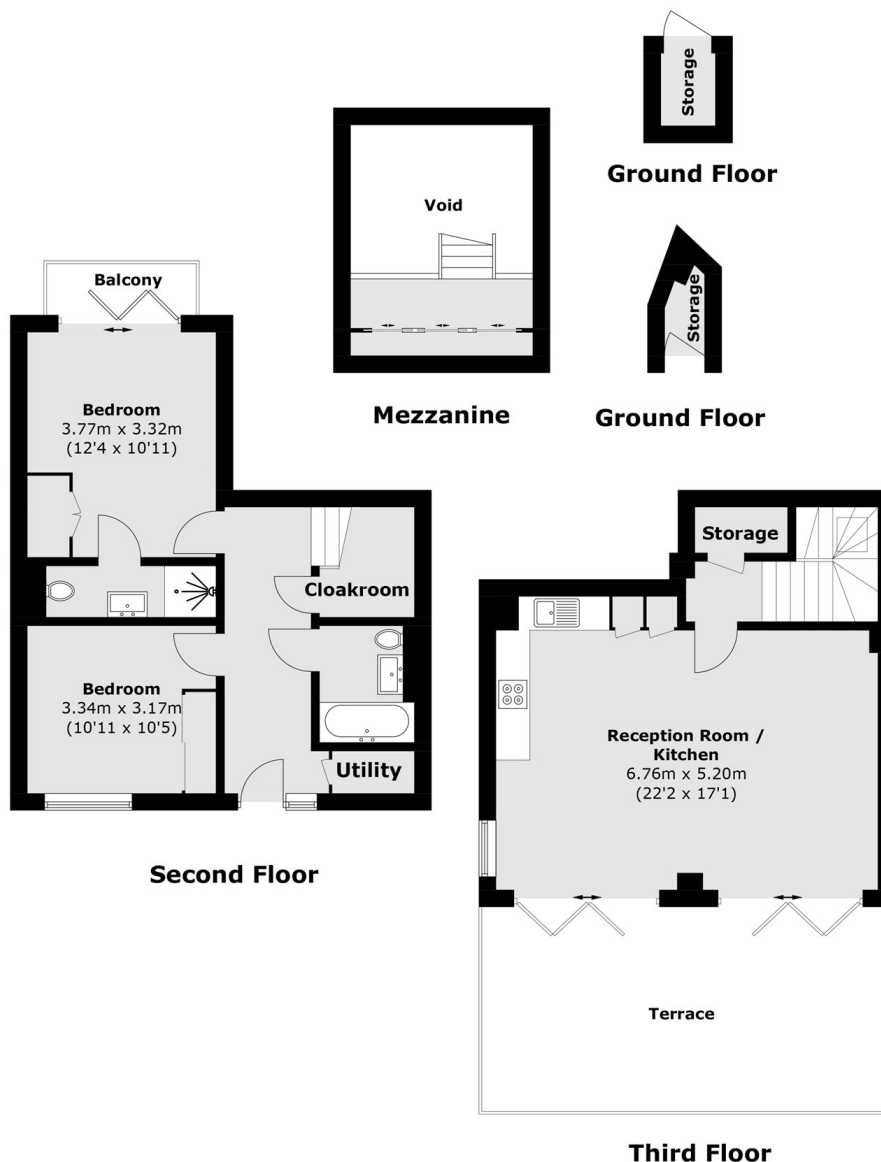 Storage
Ground Floor
Void
Mezzanine
Storage
Ground Floor
Balcony
Bedroom
3.77m x 3.32m
(12'4 x 10'11)
Cloakroom
Bedroom
3.34m x 3.17m
(10'11 x 10'5)
Utility
Second Floor
Storage
Reception Room /
Kitchen
6.76m x 5.20m
(22'2 x 17'1)
Terrace
Third Floor